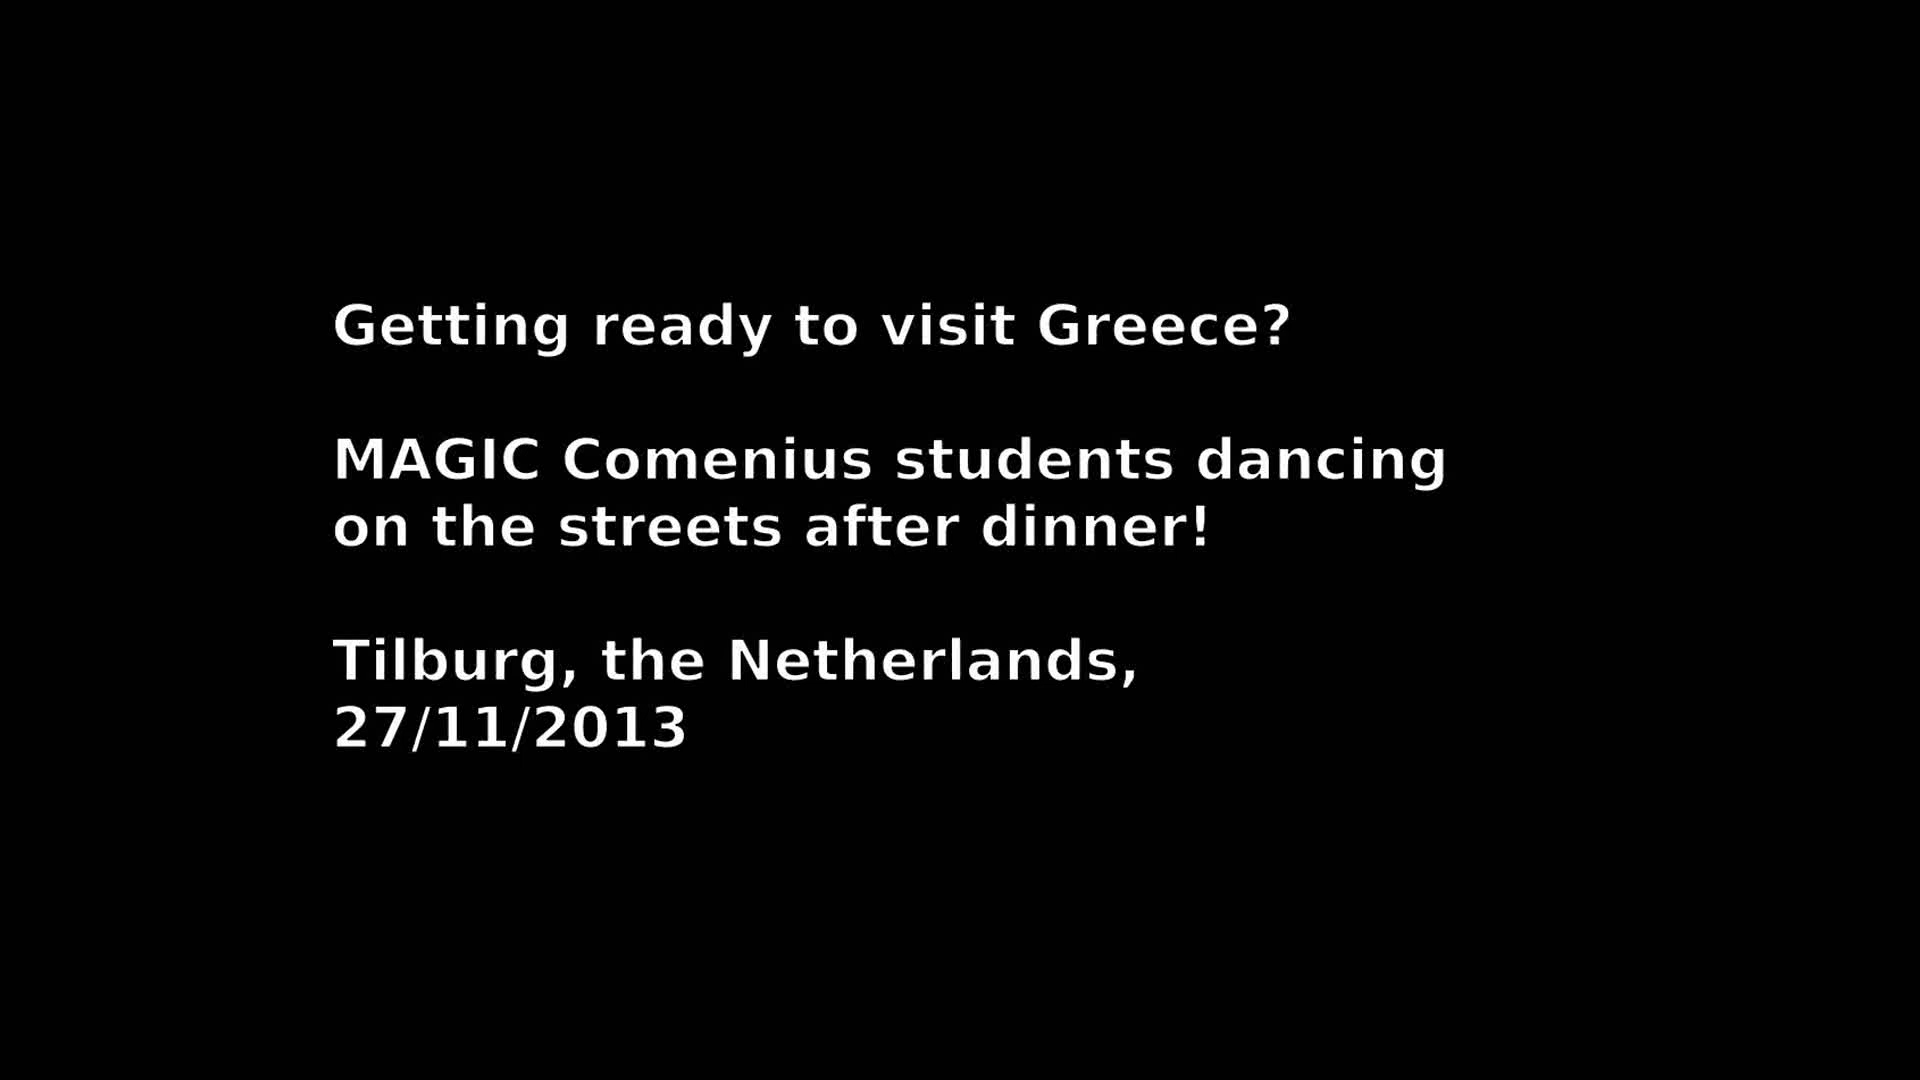 Getting ready to visit Greece?
MAGIC Comenius students dancing
on the streets after dinner!
Tilburg, the Netherlands,
27/11/2013